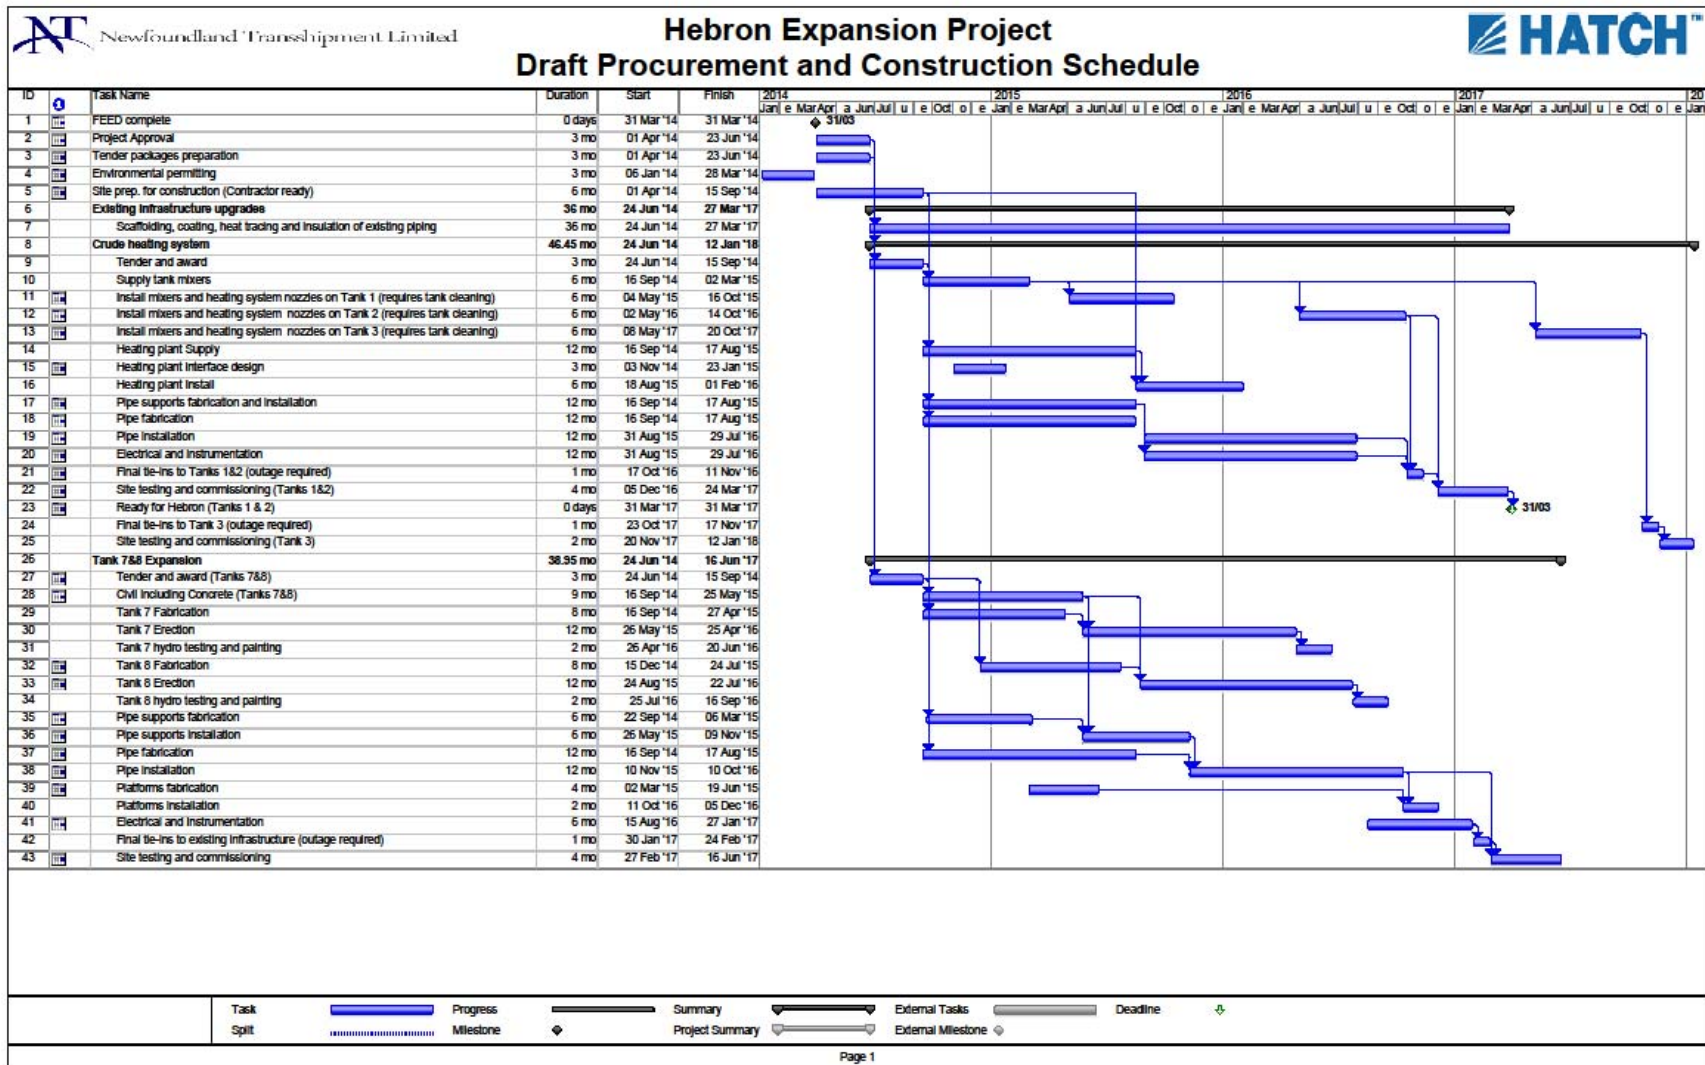 NT Newfoundland Transshipment Limited
Hebron Expansion Project
Draft Procurement and Construction Schedule
HATCH™
ID Task Name Duration Start Finish 2014 2015 2016 2017 20
Jan e Mar Apr a Jun Jul u e Oct o e Jan e Mar Apr a Jun Jul u e Oct o e Jan e Mar Apr a Jun Jul u e Oct o e Jan e Mar Apr a Jun Jul u e Oct o e Jan
1 FEED complete 0 days 31 Mar '14 31 Mar '14 31/03
2 Project Approval 3 mo 01 Apr '14 23 Jun '14
3 Tender packages preparation 3 mo 01 Apr '14 23 Jun '14
4 Environmental permitting 3 mo 06 Jan '14 28 Mar '14
5 Site prep. for construction (Contractor ready) 6 mo 01 Apr '14 15 Sep '14
6 Existing infrastructure upgrades 36 mo 24 Jun '14 27 Mar '17
7 Scaffolding, coating, heat tracing and insulation of existing piping 36 mo 24 Jun '14 27 Mar '17
8 Crude heating system 46.45 mo 24 Jun '14 12 Jan '18
9 Tender and award 3 mo 24 Jun '14 15 Sep '14
10 Supply tank mixers 6 mo 16 Sep '14 02 Mar '15
11 Install mixers and heating system nozzles on Tank 1 (requires tank cleaning) 6 mo 04 May '15 16 Oct '15
12 Install mixers and heating system nozzles on Tank 2 (requires tank cleaning) 6 mo 02 May '16 14 Oct '16
13 Install mixers and heating system nozzles on Tank 3 (requires tank cleaning) 6 mo 08 May '17 20 Oct '17
14 Heating plant Supply 12 mo 16 Sep '14 17 Aug '15
15 Heating plant interface design 3 mo 03 Nov '14 23 Jan '15
16 Heating plant install 6 mo 18 Aug '15 01 Feb '16
17 Pipe supports fabrication and installation 12 mo 16 Sep '14 17 Aug '15
18 Pipe fabrication 12 mo 16 Sep '14 17 Aug '15
19 Pipe installation 12 mo 31 Aug '15 29 Jul '16
20 Electrical and instrumentation 12 mo 31 Aug '15 29 Jul '16
21 Final tie-ins to Tanks 1&2 (outage required) 1 mo 17 Oct '16 11 Nov '16
22 Site testing and commissioning (Tanks 1&2) 4 mo 05 Dec '16 24 Mar '17
23 Ready for Hebron (Tanks 1 & 2) 0 days 31 Mar '17 31 Mar '17 31/03
24 Final tie-ins to Tank 3 (outage required) 1 mo 23 Oct '17 17 Nov '17
25 Site testing and commissioning (Tank 3) 2 mo 20 Nov '17 12 Jan '18
26 Tank 7&8 Expansion 38.95 mo 24 Jun '14 16 Jun '17
27 Tender and award (Tanks 7&8) 3 mo 24 Jun '14 15 Sep '14
28 Civil including Concrete (Tanks 7&8) 9 mo 16 Sep '14 25 May '15
29 Tank 7 Fabrication 8 mo 16 Sep '14 27 Apr '15
30 Tank 7 Erection 12 mo 26 May '15 25 Apr '16
31 Tank 7 hydro testing and painting 2 mo 26 Apr '16 20 Jun '16
32 Tank 8 Fabrication 8 mo 15 Dec '14 24 Jul '15
33 Tank 8 Erection 12 mo 24 Aug '15 22 Jul '16
34 Tank 8 hydro testing and painting 2 mo 25 Jul '16 16 Sep '16
35 Pipe supports fabrication 6 mo 22 Sep '14 06 Mar '15
36 Pipe supports installation 6 mo 26 May '15 09 Nov '15
37 Pipe fabrication 12 mo 16 Sep '14 17 Aug '15
38 Pipe installation 12 mo 10 Nov '15 10 Oct '16
39 Platforms fabrication 4 mo 02 Mar '15 19 Jun '15
40 Platforms installation 2 mo 11 Oct '16 05 Dec '16
41 Electrical and instrumentation 6 mo 15 Aug '16 27 Jan '17
42 Final tie-ins to existing infrastructure (outage required) 1 mo 30 Jan '17 24 Feb '17
43 Site testing and commissioning 4 mo 27 Feb '17 16 Jun '17
Task Progress Summary External Tasks Deadline
Split Milestone Project Summary External Milestone
Page 1